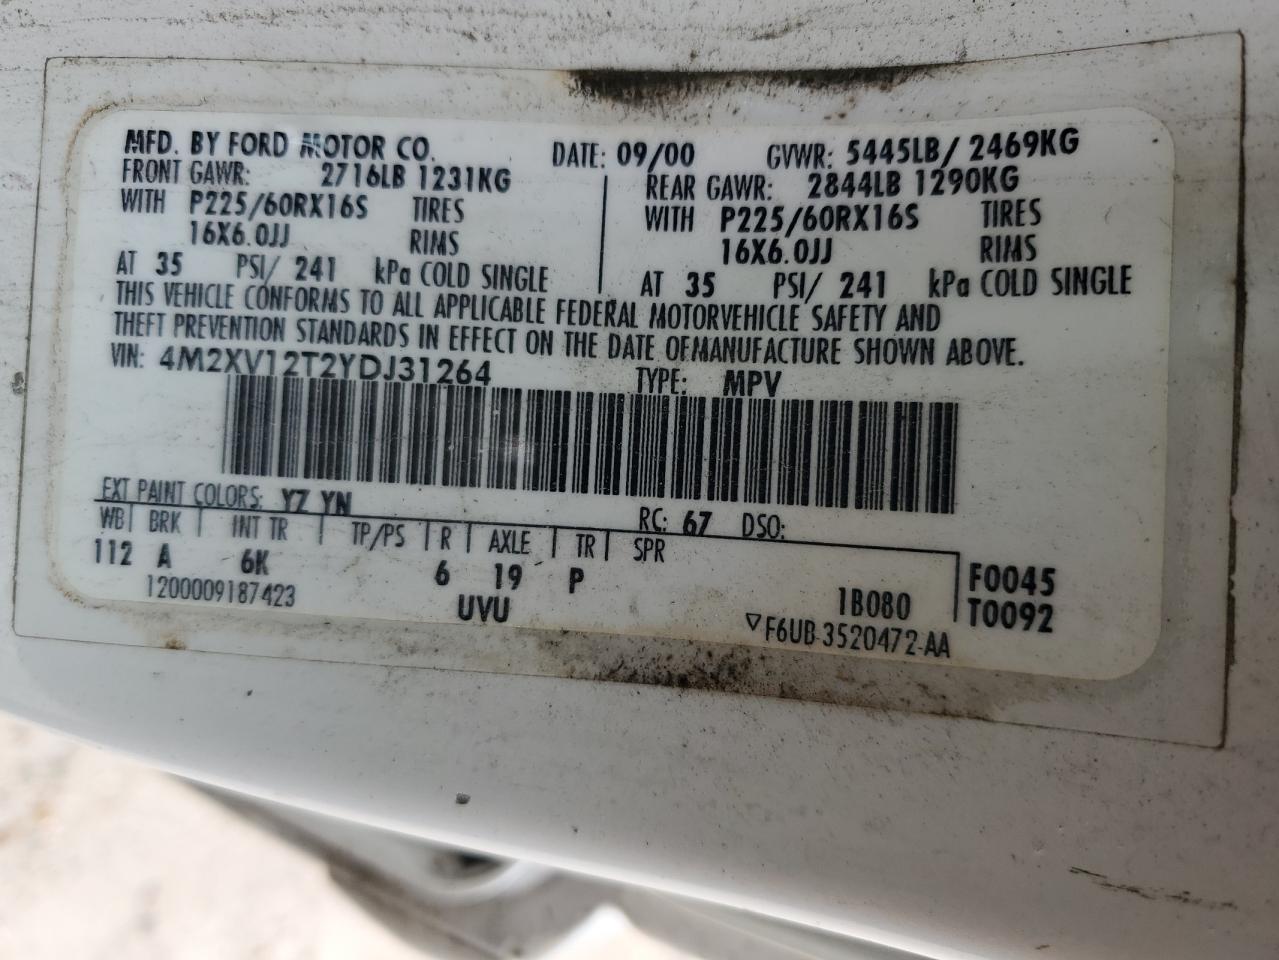 MFD. BY FORD MOTOR CO. DATE: 09/00 GVWR: 5445LB/ 2469KG
FRONT GAWR: 2716LB 1231KG REAR GAWR: 2844LB 1290KG
WITH P225/60RX16S TIRES WITH P225/60RX16S TIRES
16X6.0JJ RIMS 16X6.0JJ RIMS
AT 35 PSI/ 241 kPa COLD SINGLE AT 35 PSI/ 241 kPa COLD SINGLE
THIS VEHICLE CONFORMS TO ALL APPLICABLE FEDERAL MOTORVEHICLE SAFETY AND
THEFT PREVENTION STANDARDS IN EFFECT ON THE DATE OFMANUFACTURE SHOWN ABOVE.
VIN: 4M2XV12T2YDJ31264 TYPE: MPV
EXT PAINT COLORS: YZ YN RC: 67 DSO:
WB BRK INT TR TP/PS R AXLE TR SPR
112 A 6K 6 19 P F0045
1200009187423 UVU 1B080 T0092
F6UB-3520472-AA